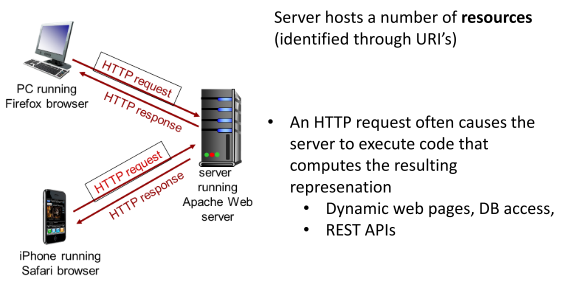 Server hosts a number of resources
(identified through URI's)
HTTP request
HTTP response
PC running
Firefox browser
HTTP request
HTTP response
server
running
Apache Web
server
iPhone running
Safari browser
• An HTTP request often causes the
server to execute code that
computes the resulting
represenation
• Dynamic web pages, DB access,
• REST APIs